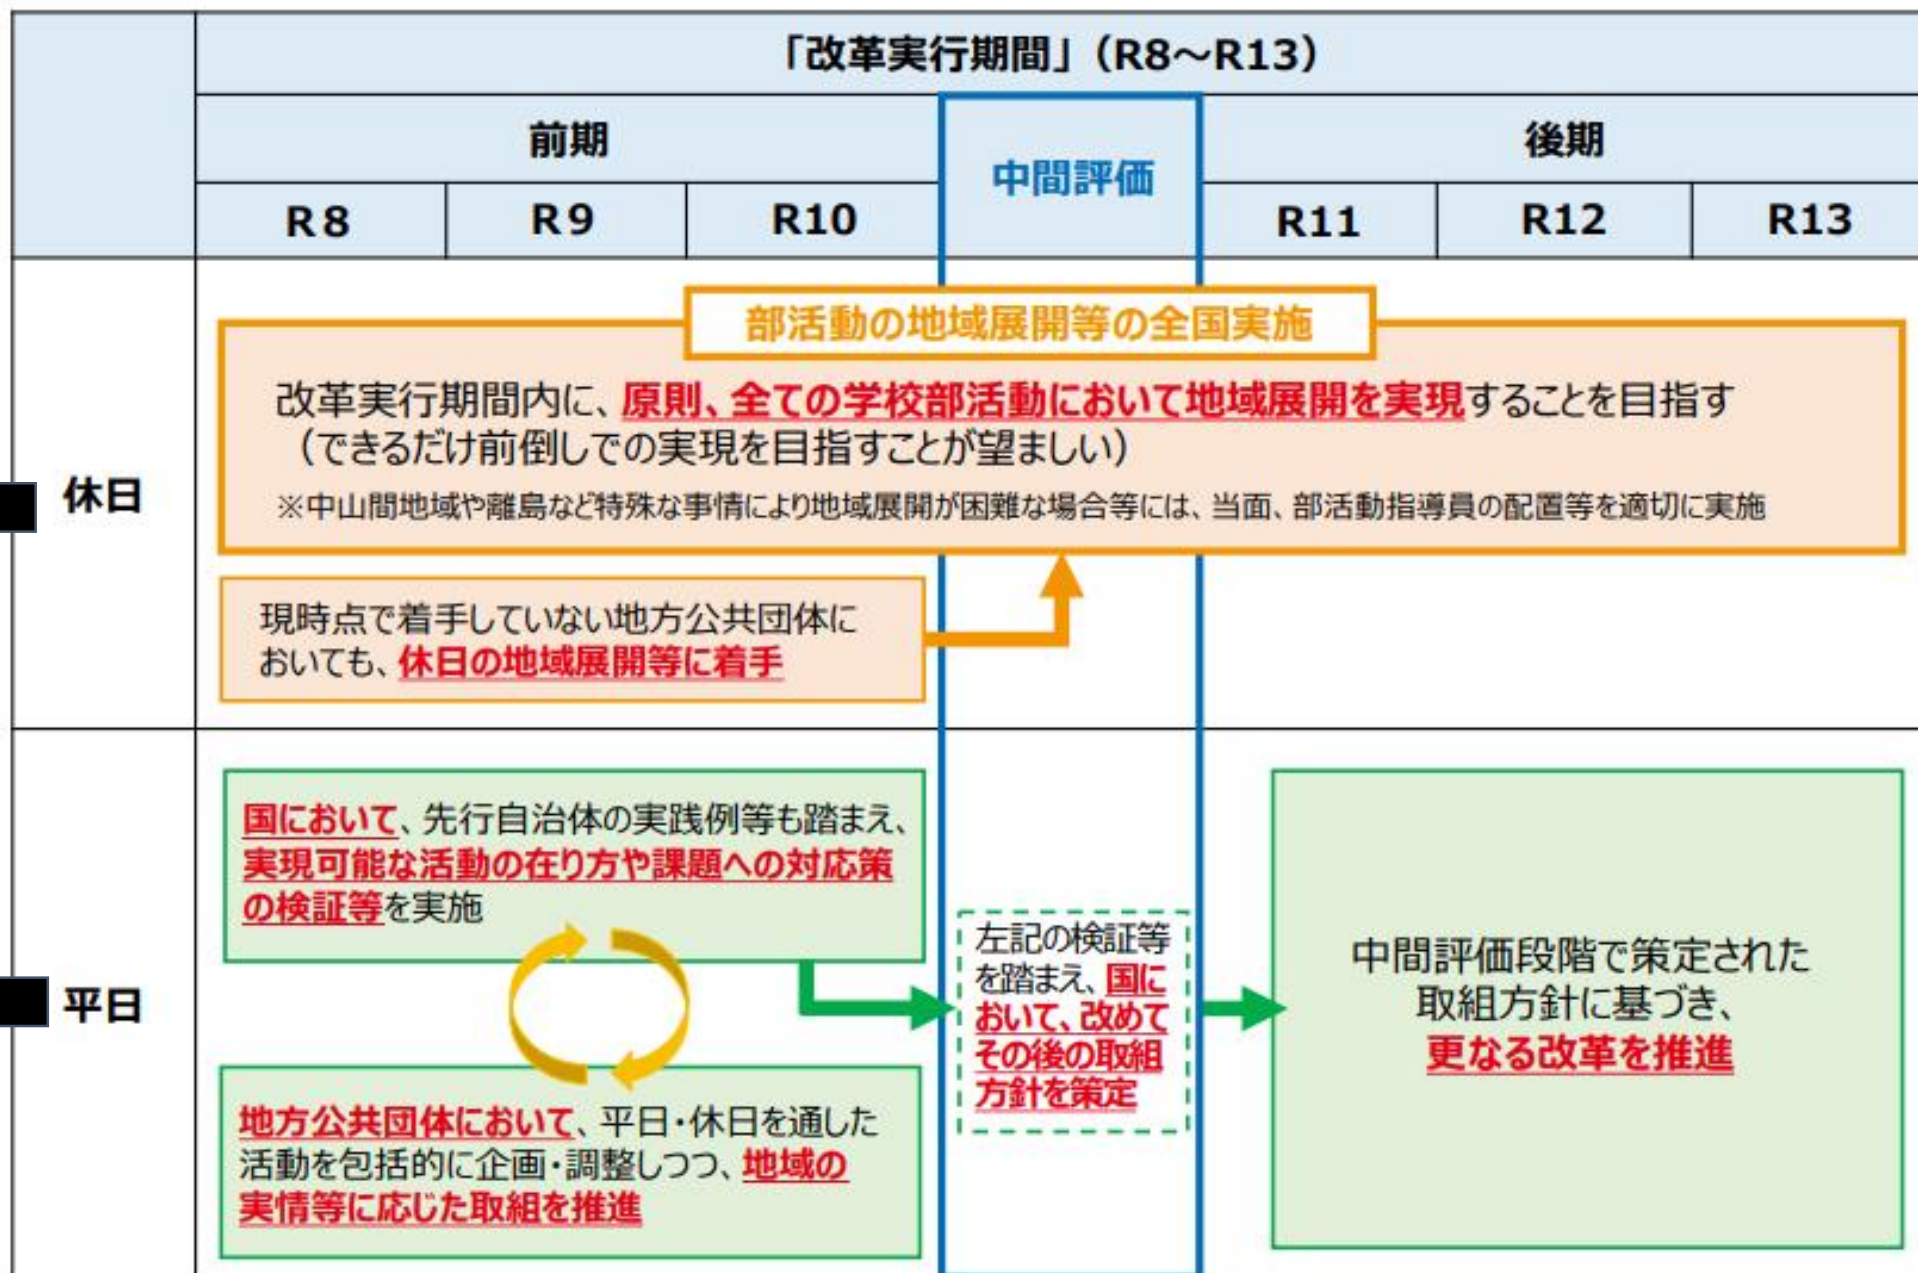 「改革実行期間」（R8～R13）
前期
中間評価
後期
R８
R９
R10
R11
R12
R13
休日
部活動の地域展開等の全国実施
改革実行期間内に、原則、全ての学校部活動において地域展開を実現することを目指す
（できるだけ前倒しでの実現を目指すことが望ましい）
※中山間地域や離島など特殊な事情により地域展開が困難な場合等には、当面、部活動指導員の配置等を適切に実施
現時点で着手していない地方公共団体に
おいても、休日の地域展開等に着手
平日
国において、先行自治体の実践例等も踏まえ、
実現可能な活動の在り方や課題への対応策
の検証等を実施
地方公共団体において、平日・休日を通した
活動を包括的に企画・調整しつつ、地域の
実情等に応じた取組を推進
左記の検証等
を踏まえ、国に
おいて、改めて
その後の取組
方針を策定
中間評価段階で策定された
取組方針に基づき、
更なる改革を推進